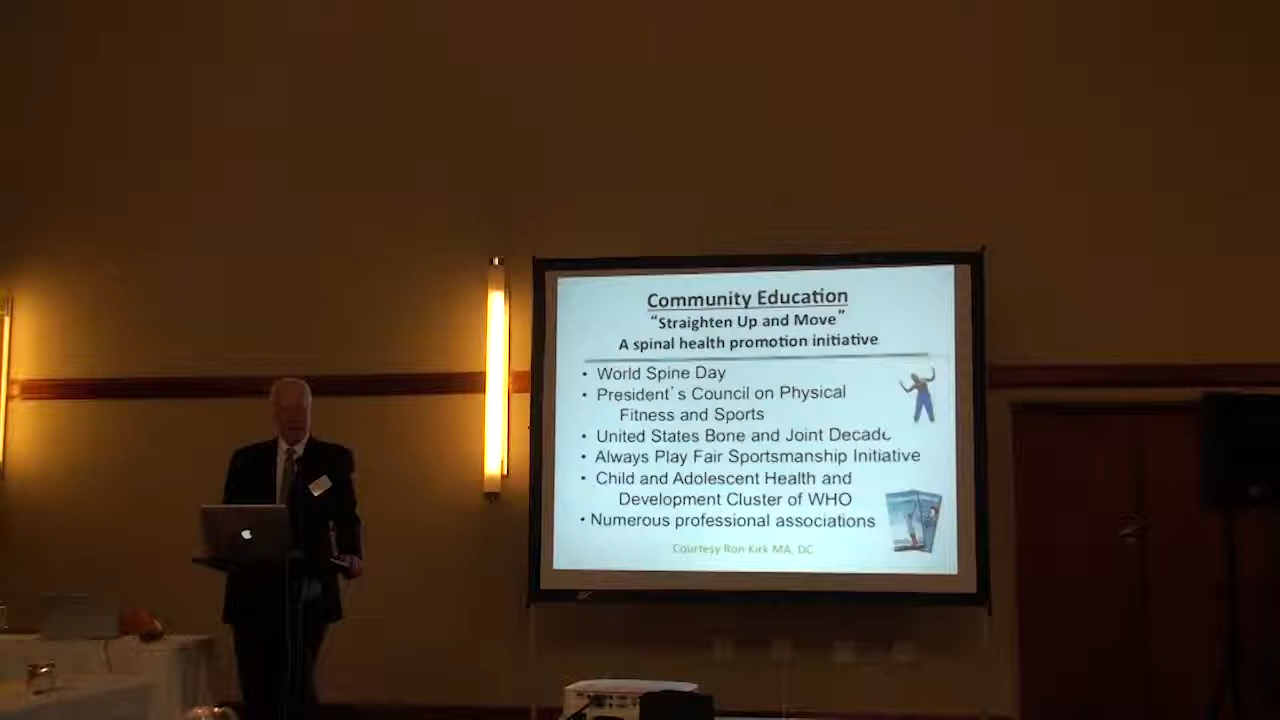 Community Education
“Straighten Up and Move”
A spinal health promotion initiative
• World Spine Day
• President's Council on Physical
Fitness and Sports
• United States Bone and Joint Decade
• Always Play Fair Sportsmanship Initiative
• Child and Adolescent Health and
Development Cluster of WHO
• Numerous professional associations
Courtesy Ron Kirk MA, DC